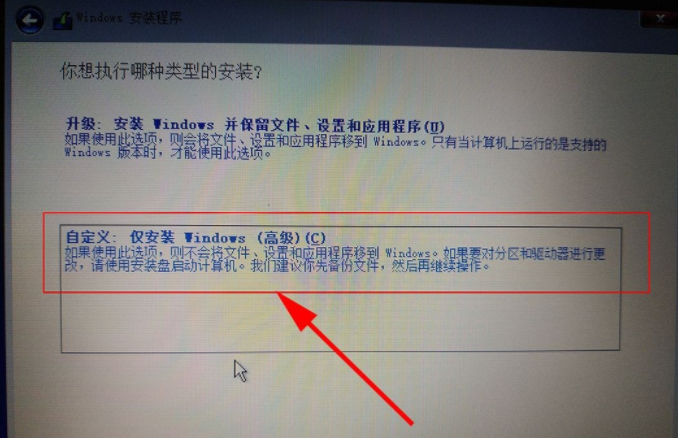 Windows 安装程序
你想执行哪种类型的安装?
升级: 安装 Windows 并保留文件、设置和应用程序(U)
如果使用此选项，则会将文件、设置和应用程序移到 Windows。只有当计算机上运行的是支持的
Windows 版本时，才能使用此选项。
自定义: 仅安装 Windows (高级)(C)
如果使用此选项，则不会将文件、设置和应用程序移到 Windows。如果要对分区和驱动器进行更
改，请使用安装盘启动计算机。我们建议你先备份文件，然后再继续操作。